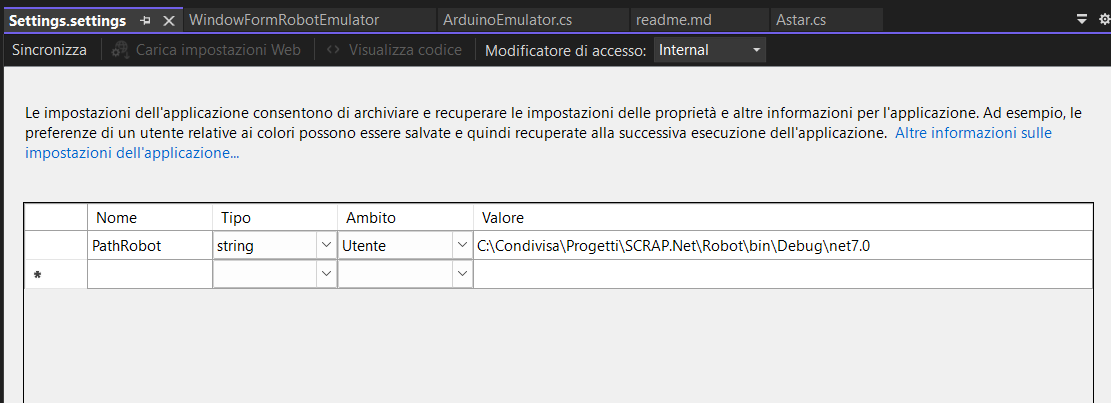 Settings.settings WindowFormRobotEmulator ArduinoEmulator.cs readme.md Astar.cs
Sincronizza Carica impostazioni Web Visualizza codice Modificatore di accesso: Internal
Le impostazioni dell'applicazione consentono di archiviare e recuperare le impostazioni delle proprietà e altre informazioni per l'applicazione. Ad esempio, le
preferenze di un utente relative ai colori possono essere salvate e quindi recuperate alla successiva esecuzione dell'applicazione. Altre informazioni sulle
impostazioni dell'applicazione...
Nome Tipo Ambito Valore
PathRobot string Utente C:\Condivisa\Progetti\SCRAP.Net\Robot\bin\Debug\net7.0
*